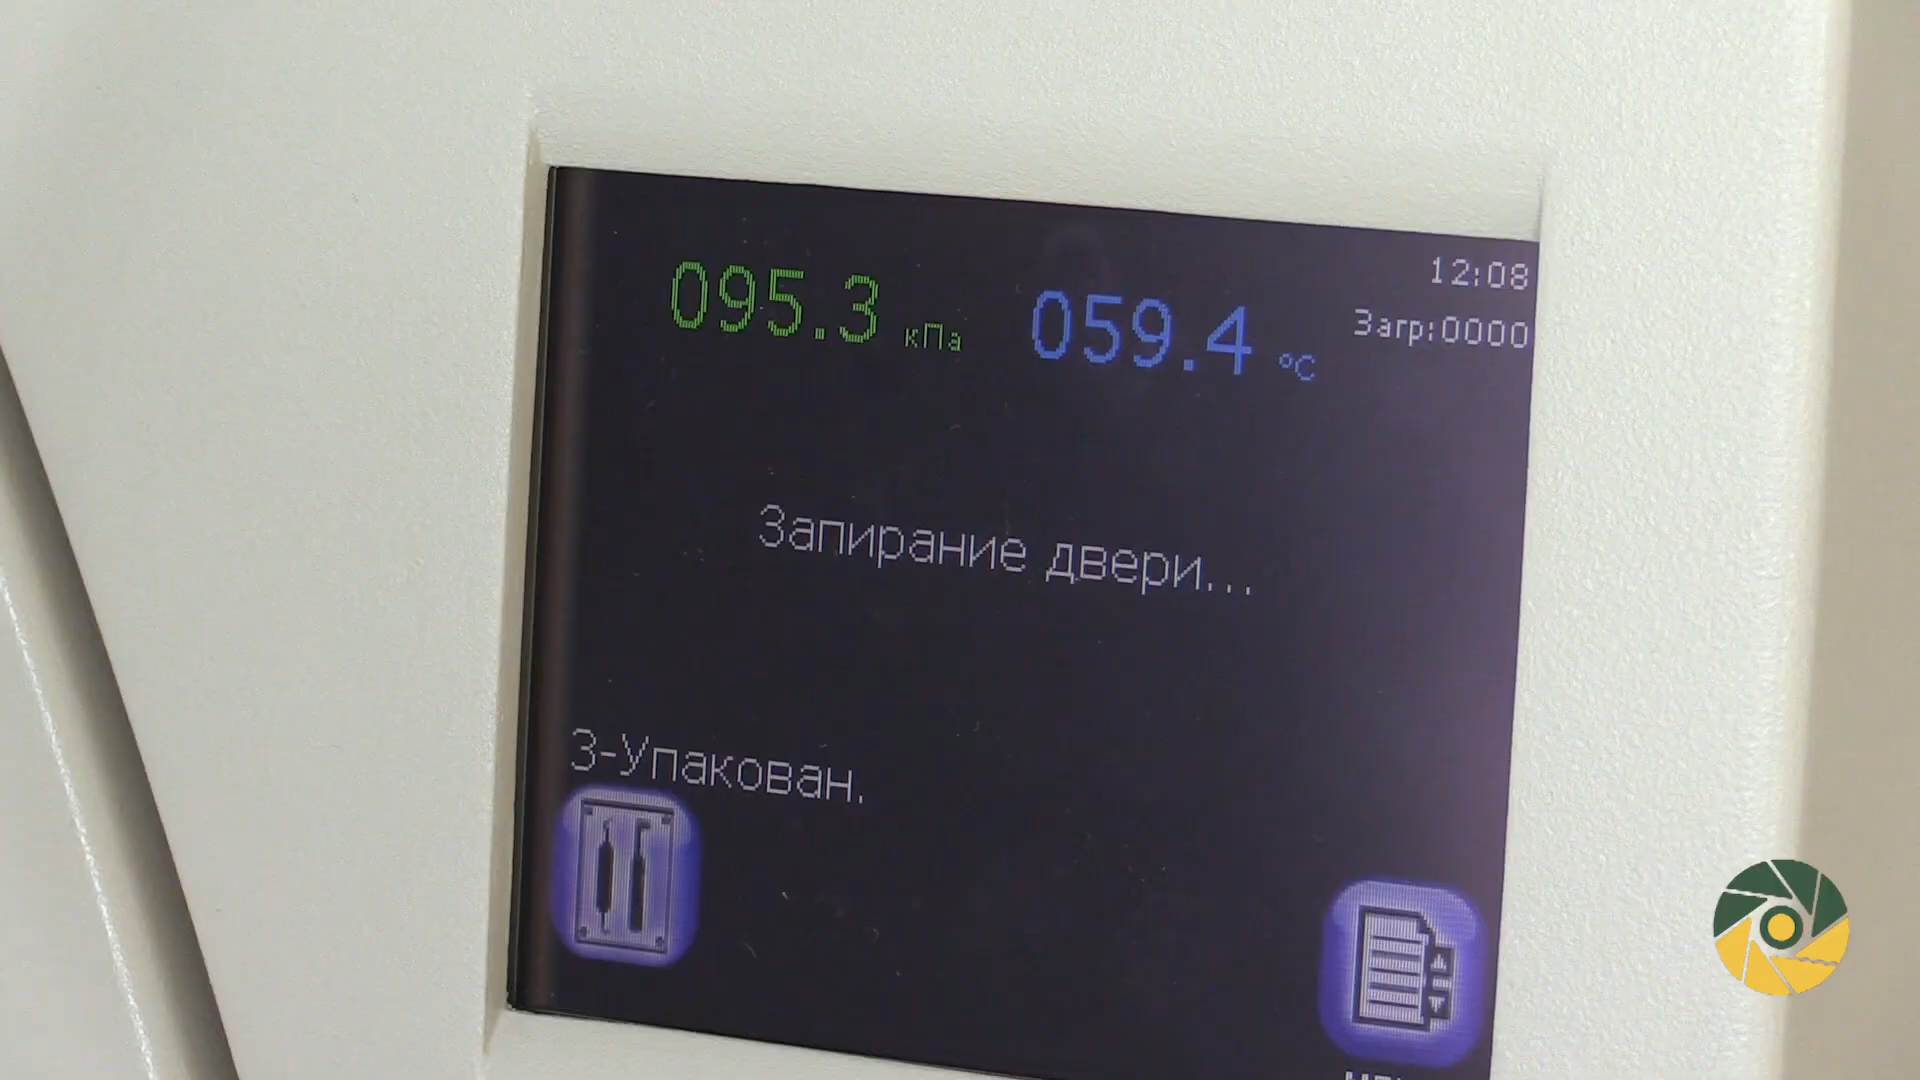 12:08
095.3 кПа 059.4 °C
Загр:0000
Запирание двери...
3-Упакован.